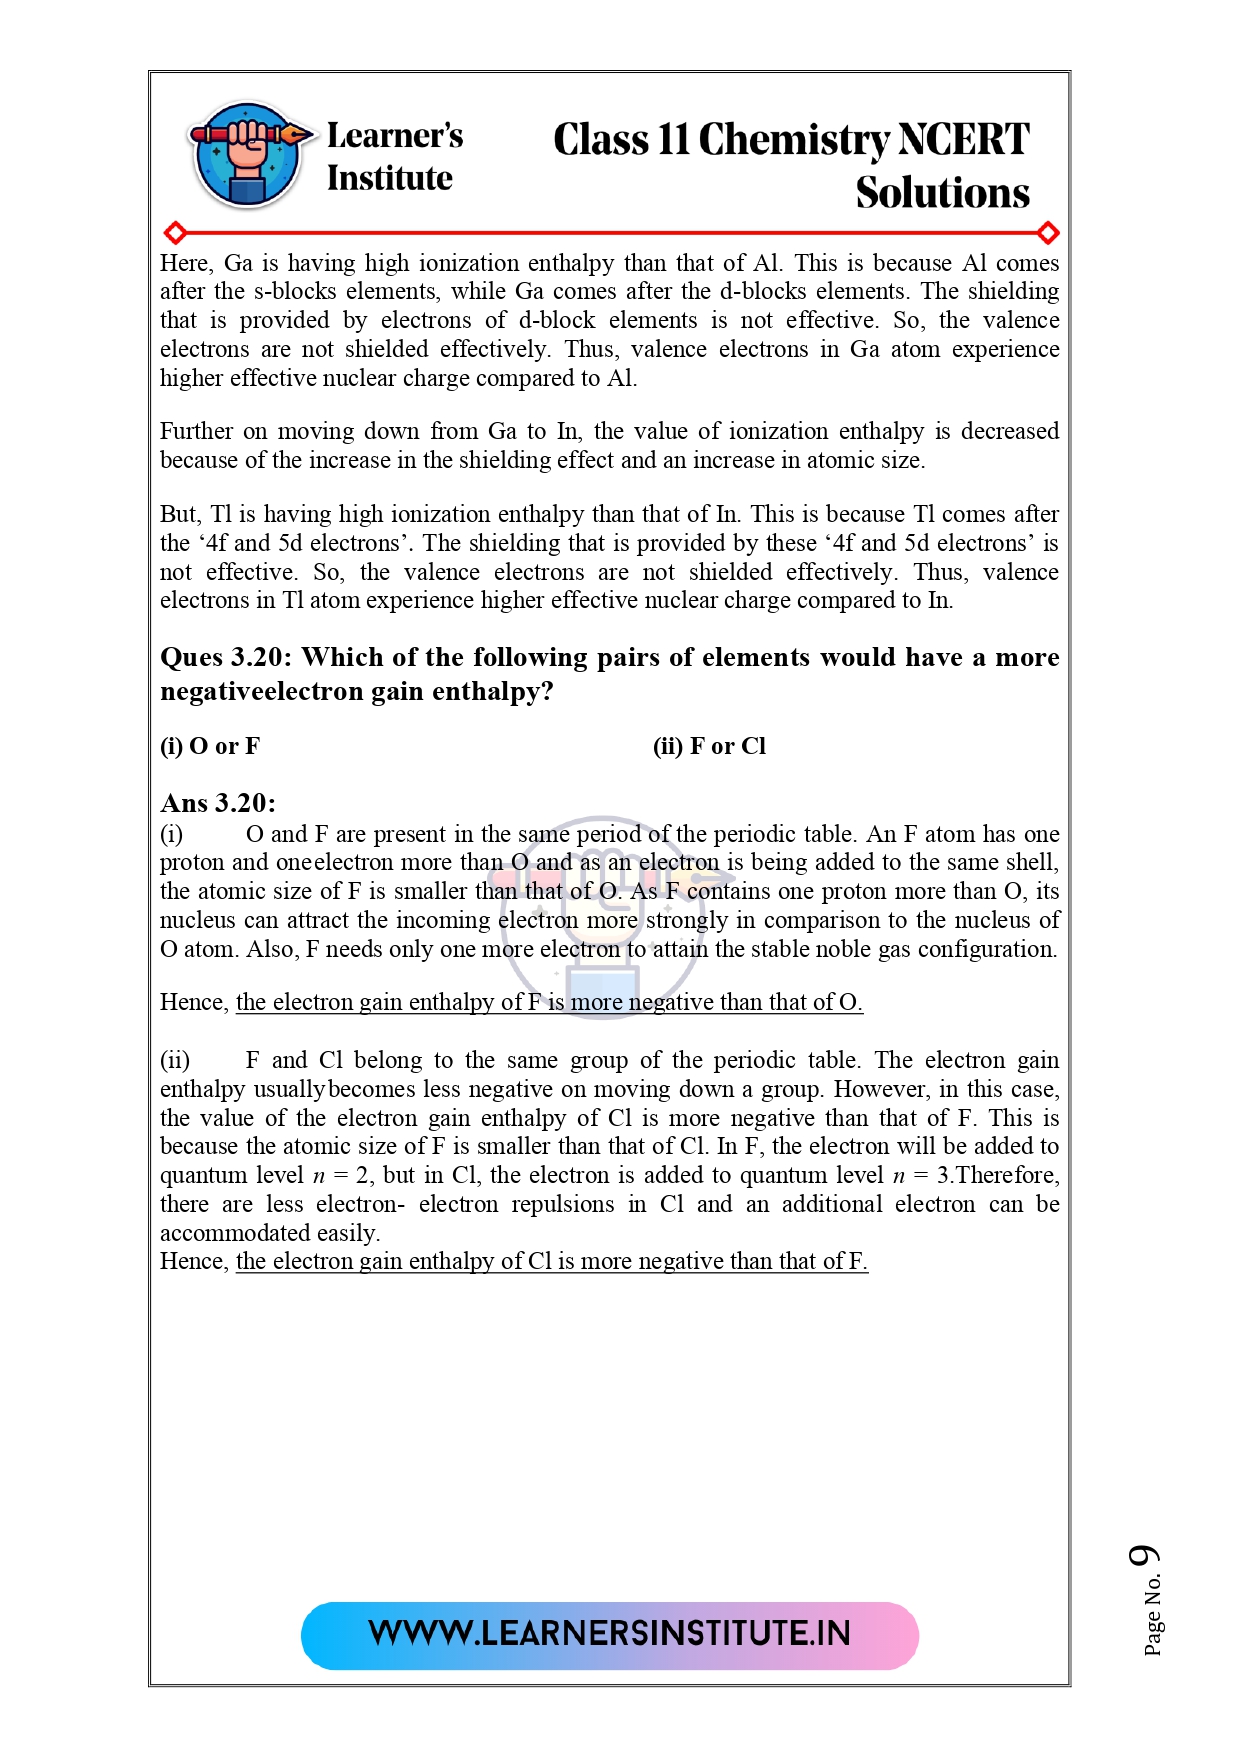 Learner's
Institute
Class 11 Chemistry NCERT
Solutions
Here, Ga is having high ionization enthalpy than that of Al. This is because Al comes
after the s-blocks elements, while Ga comes after the d-blocks elements. The shielding
that is provided by electrons of d-block elements is not effective. So, the valence
electrons are not shielded effectively. Thus, valence electrons in Ga atom experience
higher effective nuclear charge compared to Al.
Further on moving down from Ga to In, the value of ionization enthalpy is decreased
because of the increase in the shielding effect and an increase in atomic size.
But, Tl is having high ionization enthalpy than that of In. This is because Tl comes after
the ‘4f and 5d electrons’. The shielding that is provided by these ‘4f and 5d electrons’ is
not effective. So, the valence electrons are not shielded effectively. Thus, valence
electrons in Tl atom experience higher effective nuclear charge compared to In.
Ques 3.20: Which of the following pairs of elements would have a more
negativeelectron gain enthalpy?
(i) O or F (ii) F or Cl
Ans 3.20:
(i) O and F are present in the same period of the periodic table. An F atom has one
proton and oneelectron more than O and as an electron is being added to the same shell,
the atomic size of F is smaller than that of O. As F contains one proton more than O, its
nucleus can attract the incoming electron more strongly in comparison to the nucleus of
O atom. Also, F needs only one more electron to attain the stable noble gas configuration.
Hence, the electron gain enthalpy of F is more negative than that of O.
(ii) F and Cl belong to the same group of the periodic table. The electron gain
enthalpy usuallybecomes less negative on moving down a group. However, in this case,
the value of the electron gain enthalpy of Cl is more negative than that of F. This is
because the atomic size of F is smaller than that of Cl. In F, the electron will be added to
quantum level n = 2, but in Cl, the electron is added to quantum level n = 3.Therefore,
there are less electron- electron repulsions in Cl and an additional electron can be
accommodated easily.
Hence, the electron gain enthalpy of Cl is more negative than that of F.
WWW.LEARNERSINSTITUTE.IN
Page No. 9